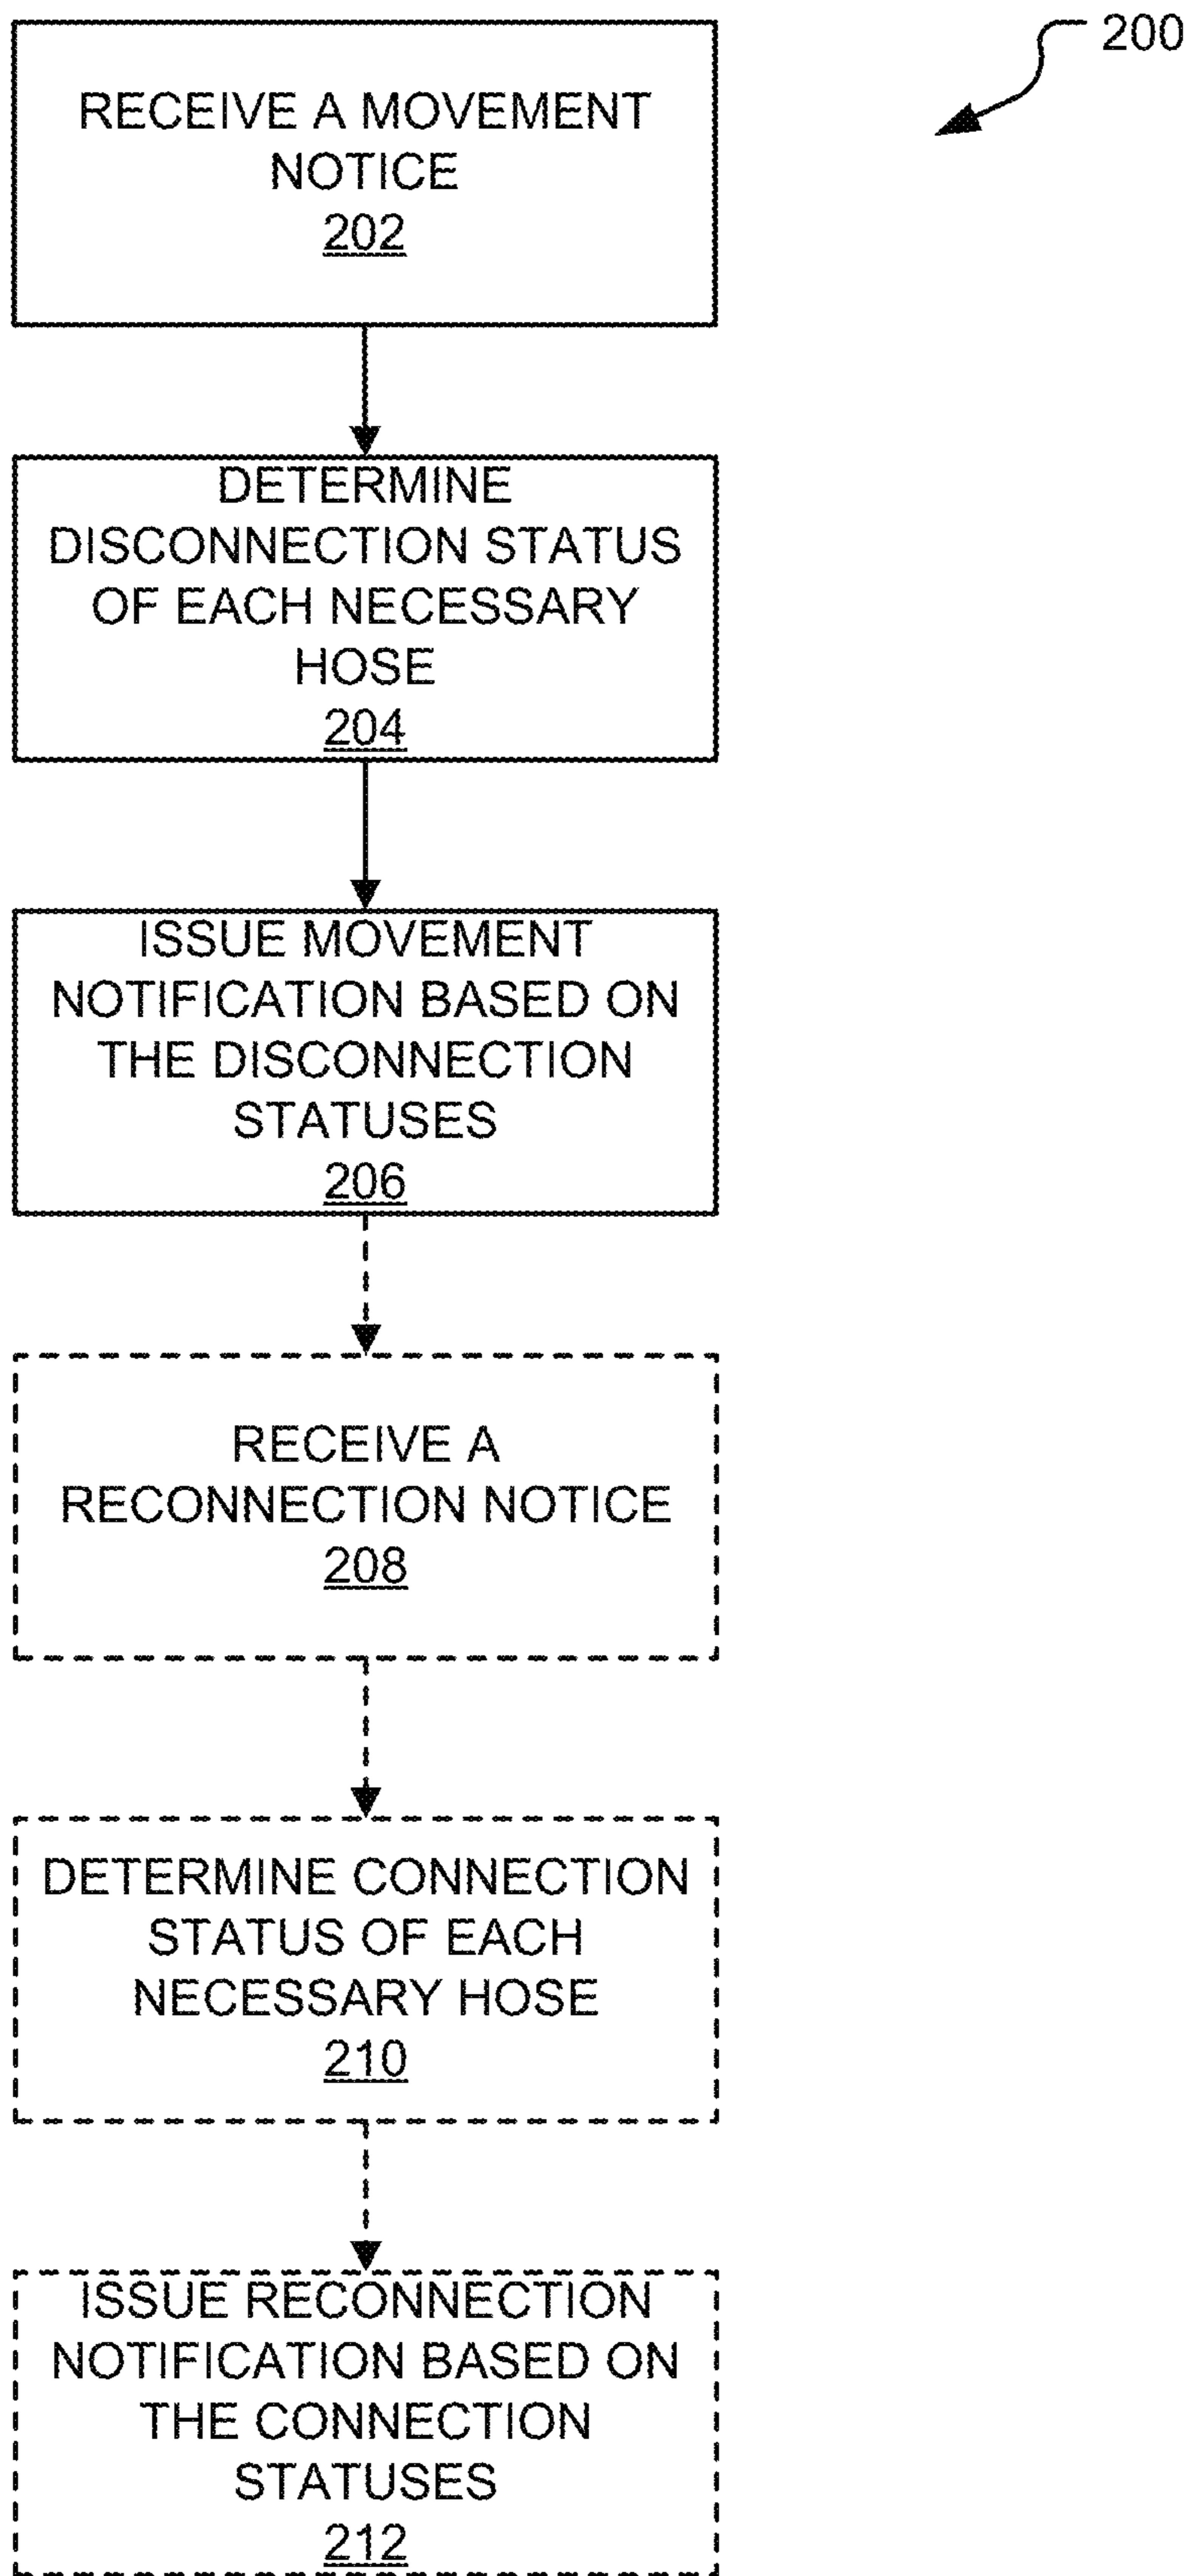 200
RECEIVE A MOVEMENT
NOTICE
202
DETERMINE
DISCONNECTION STATUS
OF EACH NECESSARY
HOSE
204
ISSUE MOVEMENT
NOTIFICATION BASED ON
THE DISCONNECTION
STATUSES
206
RECEIVE A
RECONNECTION NOTICE
208
DETERMINE CONNECTION
STATUS OF EACH
NECESSARY HOSE
210
ISSUE RECONNECTION
NOTIFICATION BASED ON
THE CONNECTION
STATUSES
212